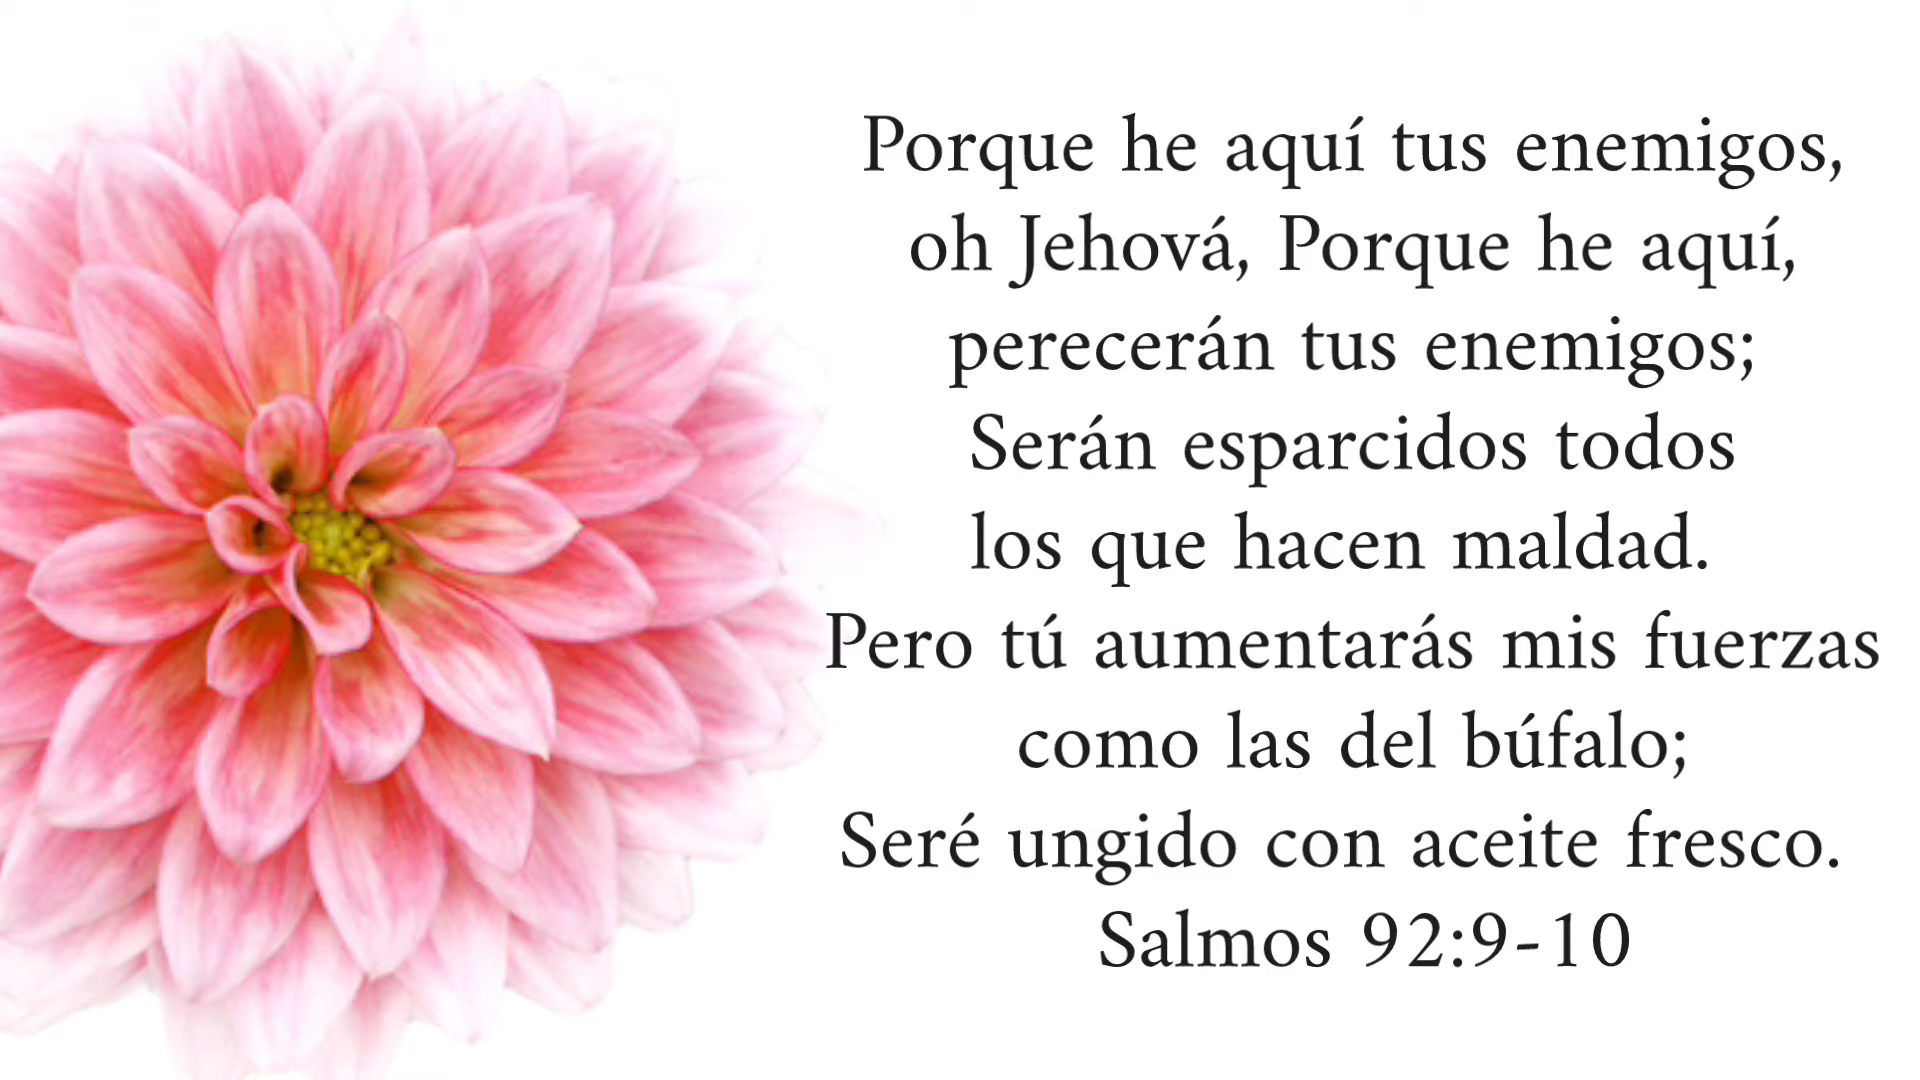 Porque he aquí tus enemigos,
oh Jehová, Porque he aquí,
perecerán tus enemigos;
Serán esparcidos todos
los que hacen maldad.
Pero tú aumentarás mis fuerzas
como las del búfalo;
Seré ungido con aceite fresco.
Salmos 92:9-10